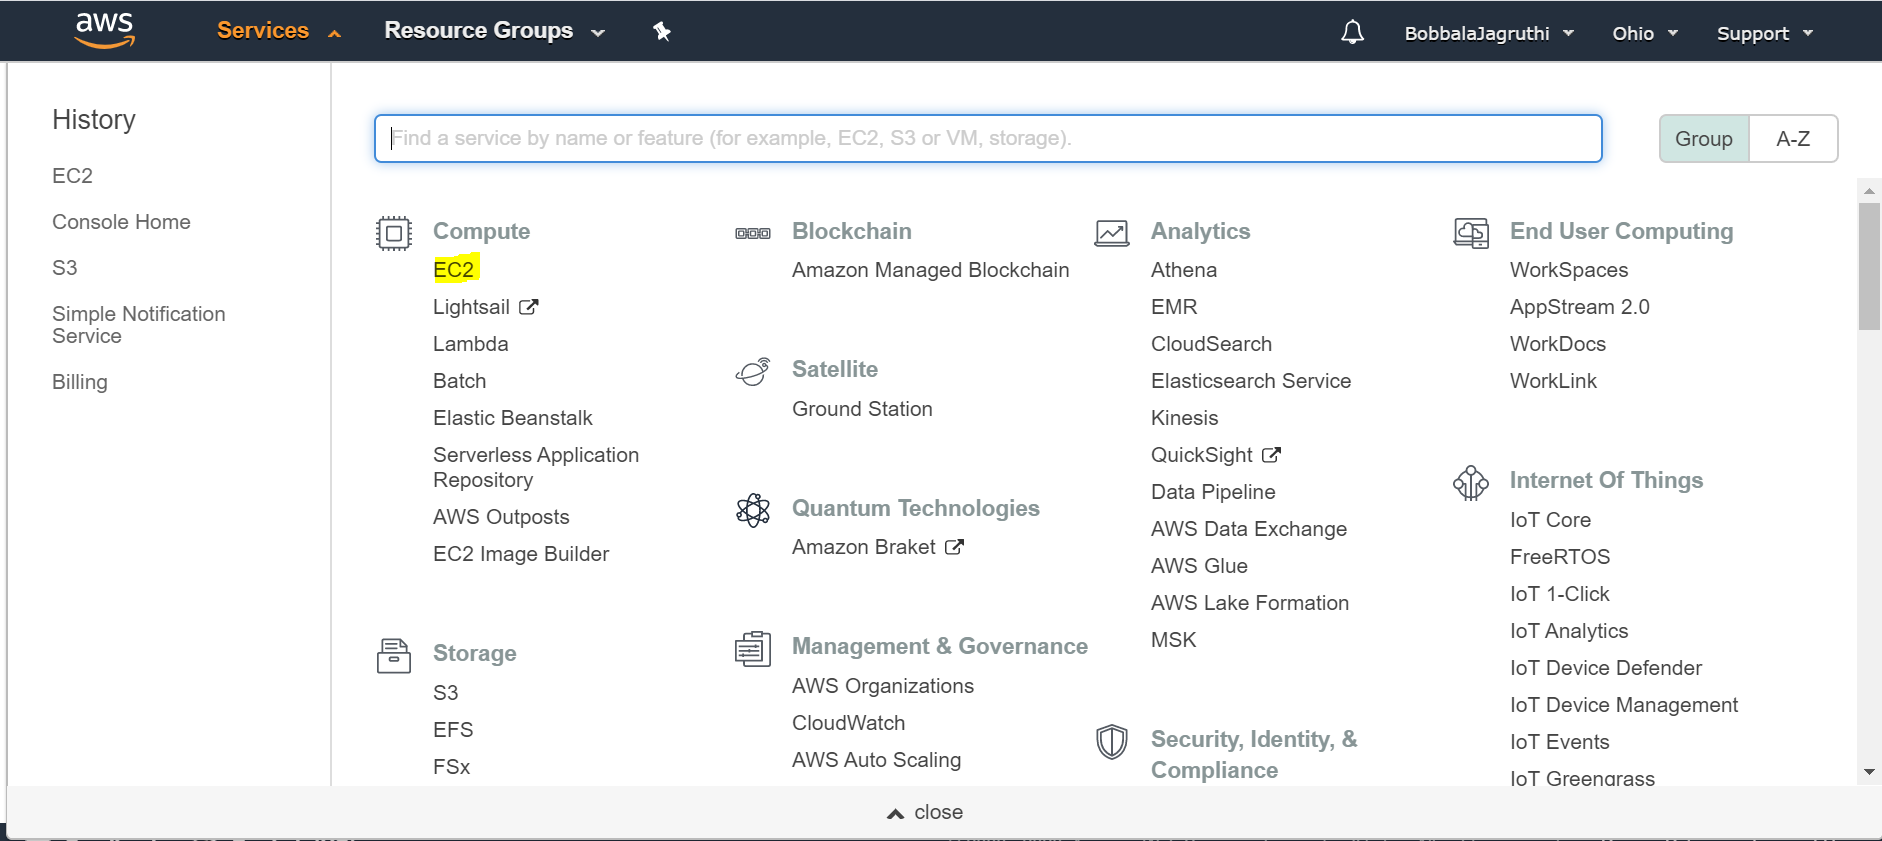 aws
Services
Resource Groups
BobbalaJagruthi
Ohio
Support
History
EC2
Console Home
S3
Simple Notification
Service
Billing
Find a service by name or feature (for example, EC2, S3 or VM, storage).
Group
A-Z
Compute
EC2
Lightsail
Lambda
Batch
Elastic Beanstalk
Serverless Application
Repository
AWS Outposts
EC2 Image Builder
Storage
S3
EFS
FSx
Blockchain
Amazon Managed Blockchain
Satellite
Ground Station
Quantum Technologies
Amazon Braket
Management & Governance
AWS Organizations
CloudWatch
AWS Auto Scaling
Analytics
Athena
EMR
CloudSearch
Elasticsearch Service
Kinesis
QuickSight
Data Pipeline
AWS Data Exchange
AWS Glue
AWS Lake Formation
MSK
Security, Identity, &
Compliance
End User Computing
WorkSpaces
AppStream 2.0
WorkDocs
WorkLink
Internet Of Things
IoT Core
FreeRTOS
IoT 1-Click
IoT Analytics
IoT Device Defender
IoT Device Management
IoT Events
IoT Greengrass
close